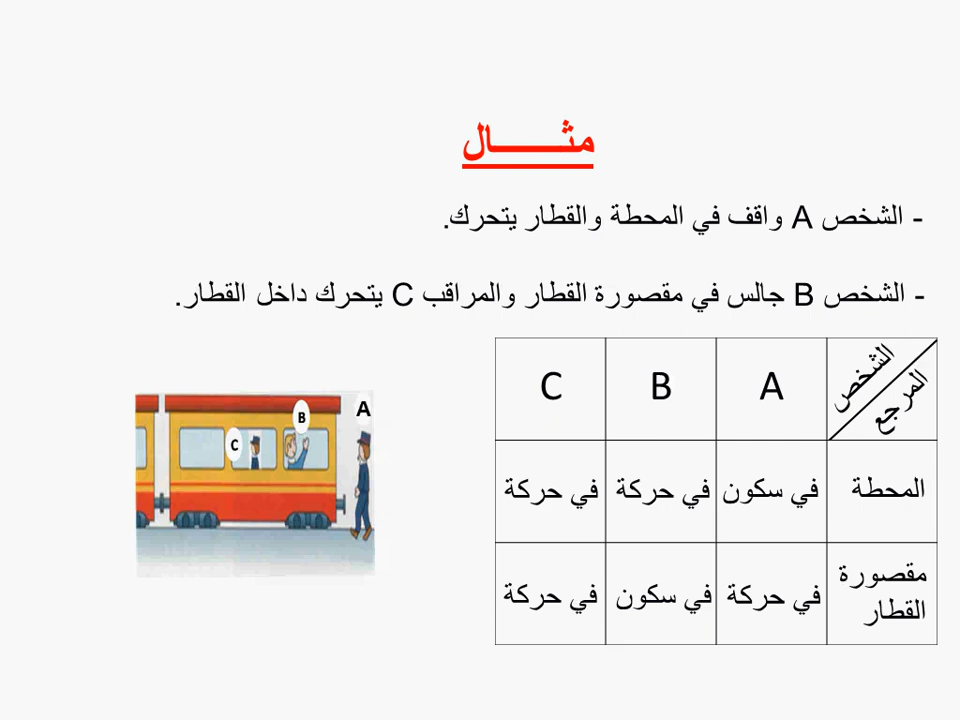 مثـــــــال
- الشخص A واقف في المحطة والقطار يتحرك.
- الشخص B جالس في مقصورة القطار والمراقب C يتحرك داخل القطار.
الشخص المرجع A B C
المحطة في سكون في حركة في حركة
مقصورة القطار في حركة في سكون في حركة
A
B
C